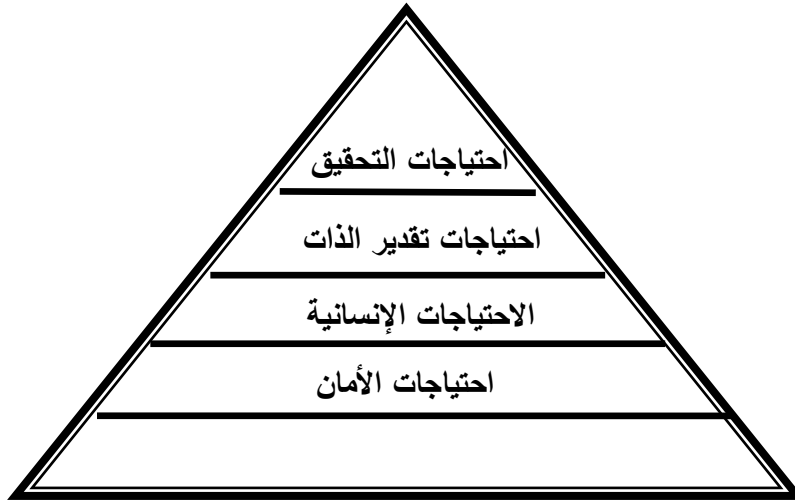 احتياجات التحقيق
احتياجات تقدير الذات
الاحتياجات الإنسانية
احتياجات الأمان